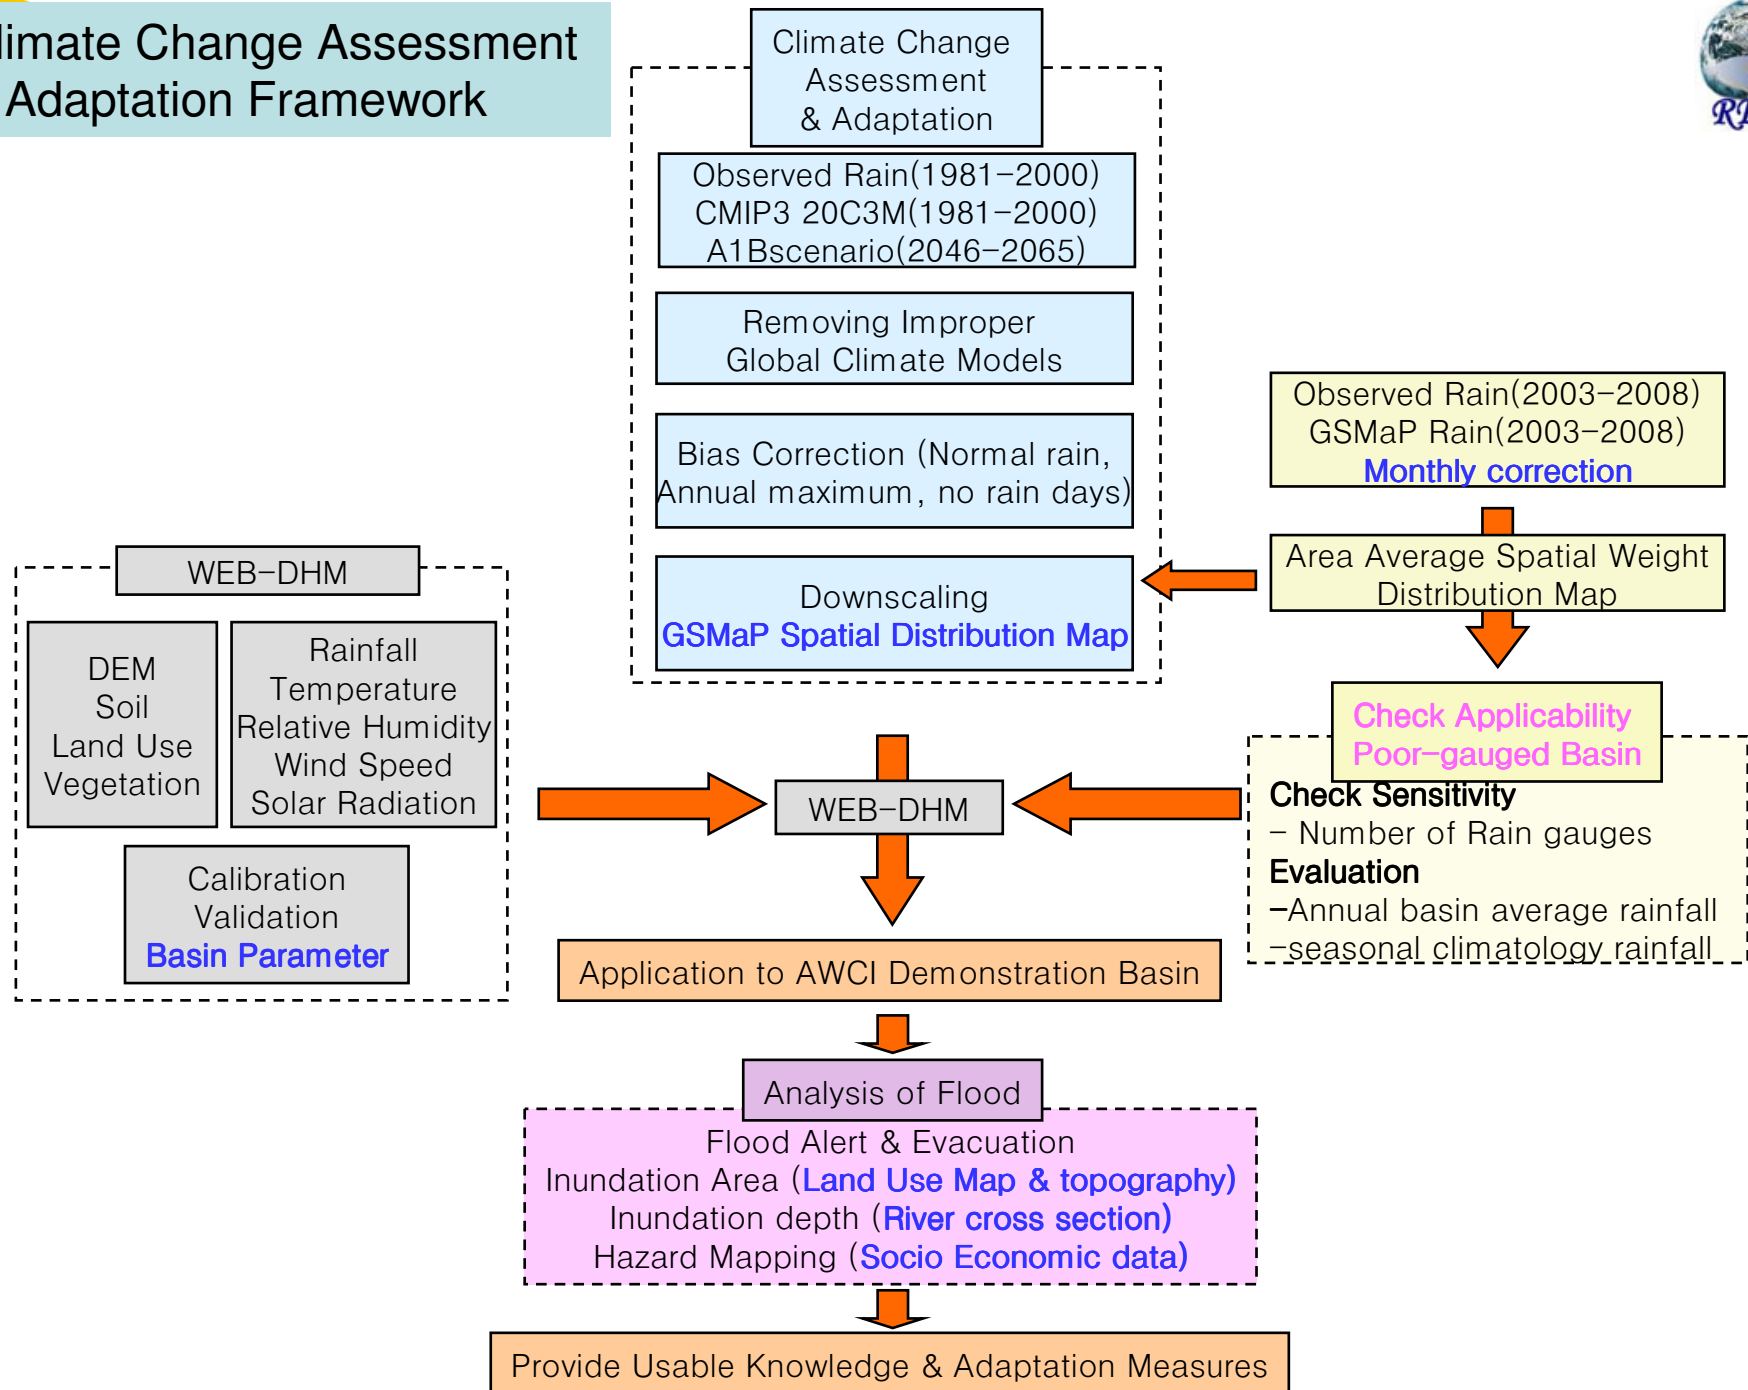 limate Change Assessment
Adaptation Framework
Climate Change
Assessment
& Adaptation
Observed Rain(1981-2000)
CMIP3 20C3M(1981-2000)
A1Bscenario(2046-2065)
Removing Improper
Global Climate Models
Bias Correction (Normal rain,
Annual maximum, no rain days)
Downscaling
GSMaP Spatial Distribution Map
Observed Rain(2003-2008)
GSMaP Rain(2003-2008)
Monthly correction
Area Average Spatial Weight
Distribution Map
Check Applicability
Poor-gauged Basin
Check Sensitivity
- Number of Rain gauges
Evaluation
-Annual basin average rainfall
-seasonal climatology rainfall
WEB-DHM
DEM
Soil
Land Use
Vegetation
Rainfall
Temperature
Relative Humidity
Wind Speed
Solar Radiation
Calibration
Validation
Basin Parameter
WEB-DHM
Application to AWCI Demonstration Basin
Analysis of Flood
Flood Alert & Evacuation
Inundation Area (Land Use Map & topography)
Inundation depth (River cross section)
Hazard Mapping (Socio Economic data)
Provide Usable Knowledge & Adaptation Measures